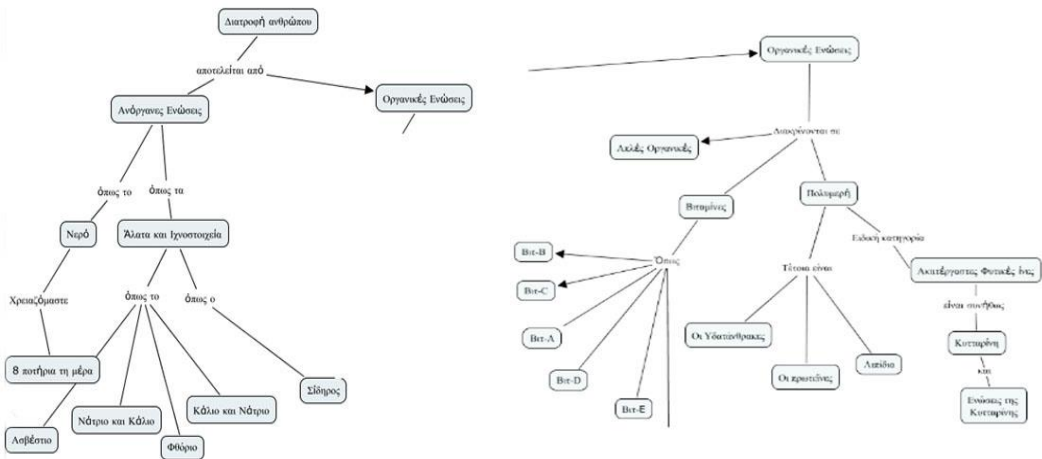 Διατροφή ανθρώπου
αποτελείται από
Ανόργανες Ενώσεις
Οργανικές Ενώσεις
όπως το
όπως τα
Νερό
Άλατα και Ιχνοστοιχεία
Χρειαζόμαστε
όπως το
όπως ο
8 ποτήρια τη μέρα
Σίδηρος
Κάλιο και Νάτριο
Νάτριο και Κάλιο
Ασβέστιο
Φθόριο
Οργανικές Ενώσεις
Διακρίνονται σε
Απλές Οργανικές
Βιταμίνες
Πολυμερή
Ειδική κατηγορία
Όπως
Τέτοια είναι
Ακατέργαστες Φυτικές ίνες
Βιτ-Β
Βιτ-C
Βιτ-Α
Βιτ-D
Βιτ-Ε
είναι συνήθως
Οι Υδατάνθρακες
Οι πρωτεΐνες
Λιπίδια
Κυτταρίνη
και
Ενώσεις της
Κυτταρίνης